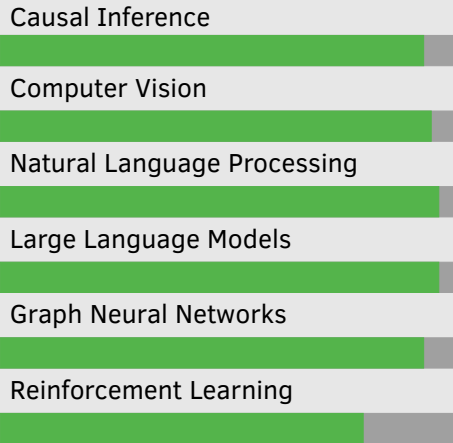 Causal Inference
Computer Vision
Natural Language Processing
Large Language Models
Graph Neural Networks
Reinforcement Learning